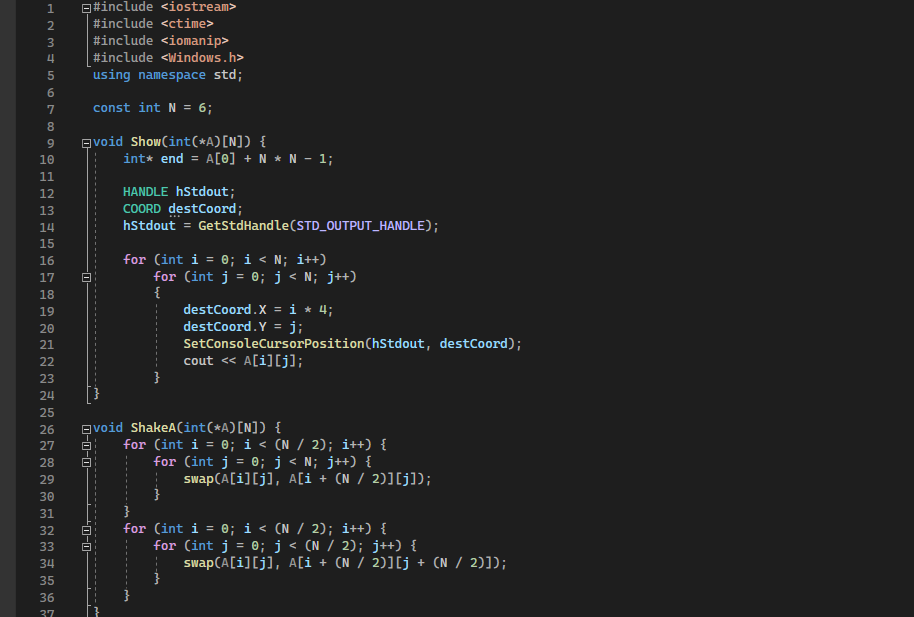 1 #include <iostream>
2 #include <ctime>
3 #include <iomanip>
4 #include <Windows.h>
5 using namespace std;
6
7 const int N = 6;
8
9 void Show(int(*A)[N]) {
10     int* end = A[0] + N * N - 1;
11
12     HANDLE hStdout;
13     COORD destCoord;
14     hStdout = GetStdHandle(STD_OUTPUT_HANDLE);
15
16     for (int i = 0; i < N; i++)
17         for (int j = 0; j < N; j++)
18         {
19             destCoord.X = i * 4;
20             destCoord.Y = j;
21             SetConsoleCursorPosition(hStdout, destCoord);
22             cout << A[i][j];
23         }
24 }
25
26 void ShakeA(int(*A)[N]) {
27     for (int i = 0; i < (N / 2); i++) {
28         for (int j = 0; j < N; j++) {
29             swap(A[i][j], A[i + (N / 2)][j]);
30         }
31     }
32     for (int i = 0; i < (N / 2); i++) {
33         for (int j = 0; j < (N / 2); j++) {
34             swap(A[i][j], A[i + (N / 2)][j + (N / 2)]);
35         }
36     }
37 }